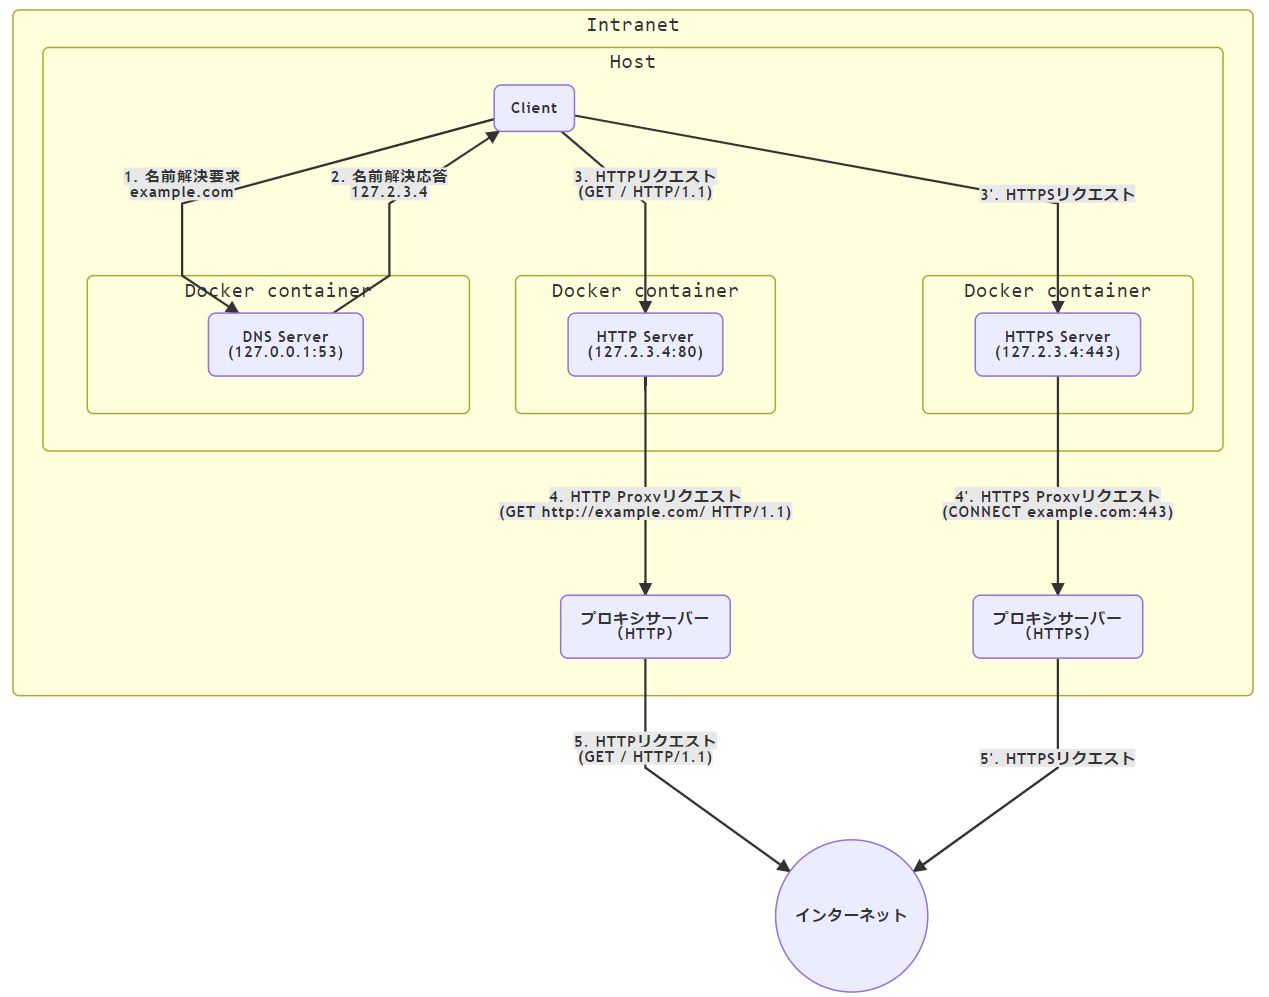 Intranet
Host
Client
1. 名前解決要求
example.com
2. 名前解決応答
127.2.3.4
3. HTTPリクエスト
(GET / HTTP/1.1)
3'. HTTPSリクエスト
Docker container
Docker container
Docker container
DNS Server
(127.0.0.1:53)
HTTP Server
(127.2.3.4:80)
HTTPS Server
(127.2.3.4:443)
4. HTTP Proxyリクエスト
(GET http://example.com/ HTTP/1.1)
4'. HTTPS Proxyリクエスト
(CONNECT example.com:443)
プロキシサーバー
（HTTP）
プロキシサーバー
（HTTPS）
5. HTTPリクエスト
(GET / HTTP/1.1)
5'. HTTPSリクエスト
インターネット